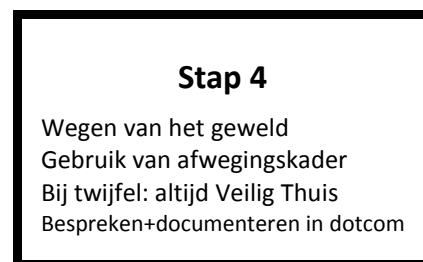 Stap 4
Wegen van het geweld
Gebruik van afwegingskader
Bij twijfel: altijd Veilig Thuis
Bespreken+documenteren in dotcom